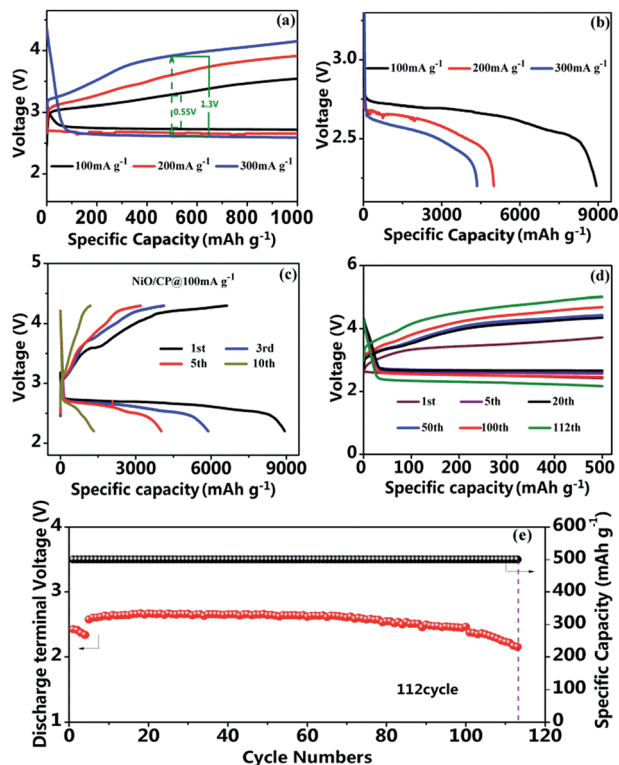 (a)
Voltage (V)
4
3
2
0.55V
1.3V
100mA g-1 200mA g-1 300mA g-1
0 200 400 600 800 1000
Specific Capacity (mAh g-1)
(b)
Voltage (V)
3.0
2.5
100mA g-1 200mA g-1 300mA g-1
0 3000 6000 9000
Specific Capacity (mAh g-1)
(c)
NiO/CP@100mA g-1
Voltage (V)
5
4
3
2
1st 3rd
5th 10th
0 3000 6000 9000
Specific capacity (mAh g-1)
(d)
Voltage (V)
6
4
2
0
1st 5th 20th
50th 100th 112th
0 100 200 300 400 500
Specific capacity (mAh g-1)
(e)
Discharge terminal Voltage (V)
4
3
2
1
600
500
400
300
200
100
0
Specific Capacity (mAh g-1)
112cycle
0 20 40 60 80 100 120
Cycle Numbers